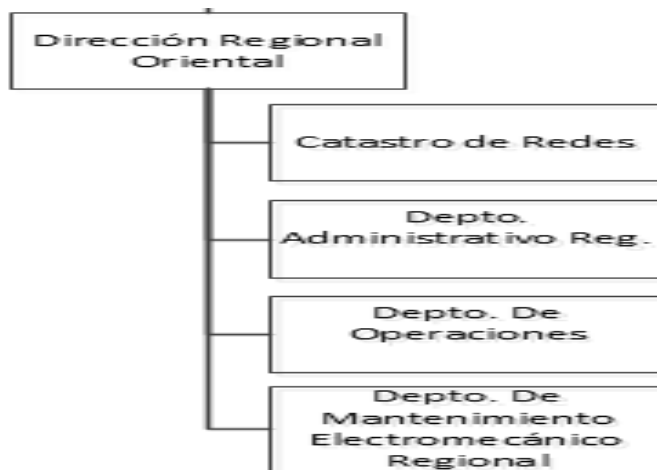 Dirección Regional
Oriental
Catastro de Redes
Depto.
Administrativo Reg.
Depto. De
Operaciones
Depto. De
Mantenimiento
Electromecánico
Regional